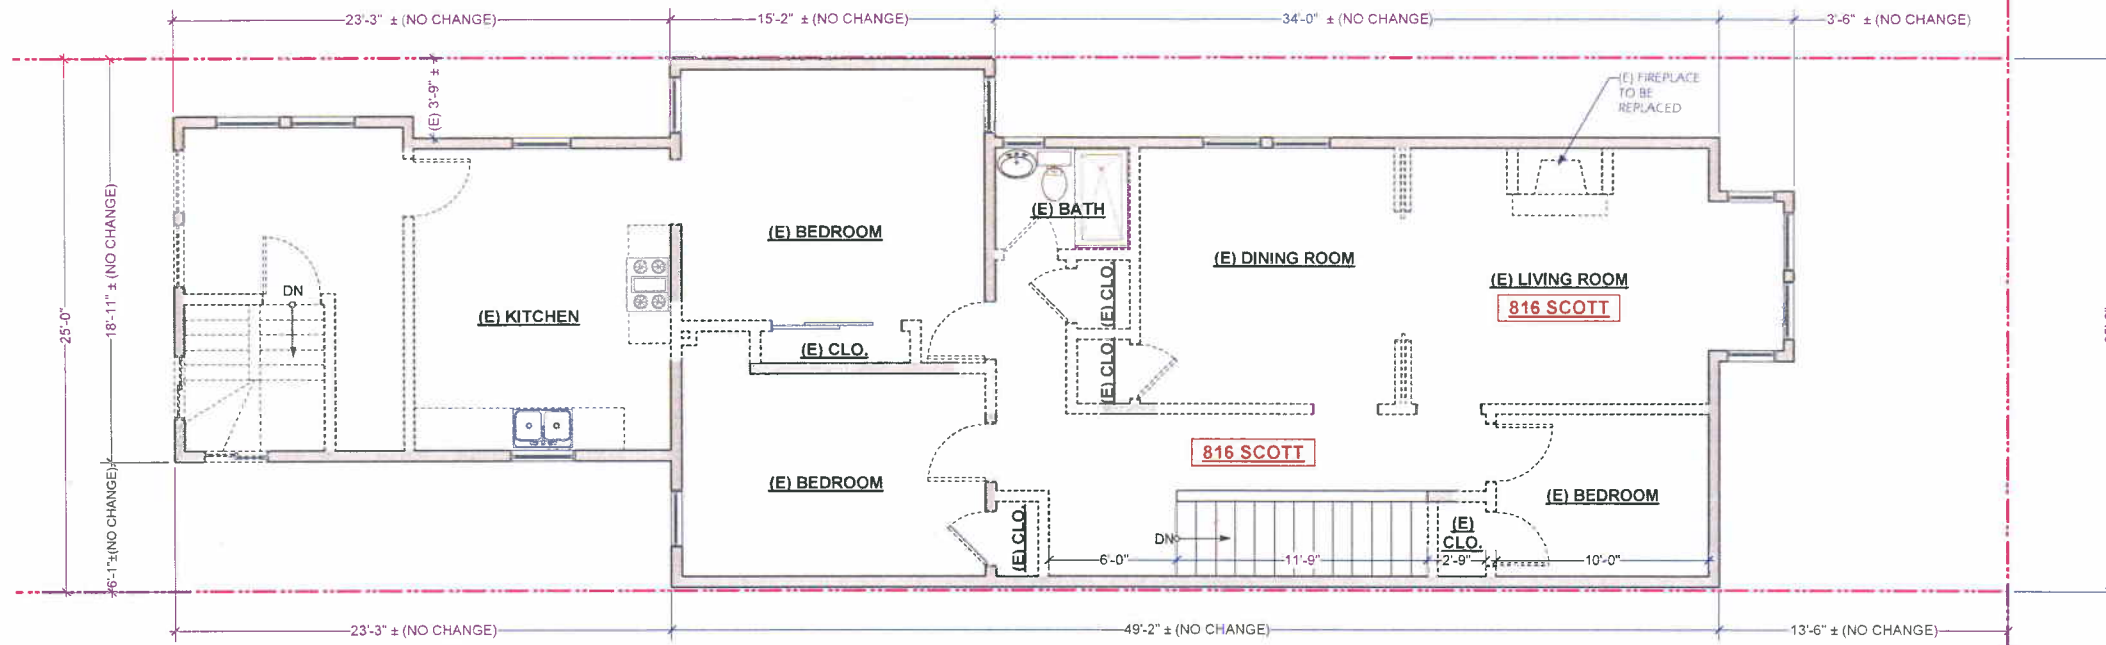 23'-3" ± (NO CHANGE)
15'-2" ± (NO CHANGE)
34'-0" ± (NO CHANGE)
3'-6" ± (NO CHANGE)
(E) 3'-9" ±
(E) FIREPLACE
TO BE
REPLACED
25'-0"
18'-11" ± (NO CHANGE)
6'-1"±(NO CHANGE)
(E) BATH
(E) BEDROOM
(E) DINING ROOM
(E) LIVING ROOM
816 SCOTT
DN
(E) KITCHEN
(E) CLO.
(E) CLO.
(E) CLO.
816 SCOTT
(E) BEDROOM
(E) BEDROOM
(E) CLO.
DN
(E)
CLO.
6'-0"
11'-9"
2'-9"
10'-0"
23'-3" ± (NO CHANGE)
49'-2" ± (NO CHANGE)
13'-6" ± (NO CHANGE)